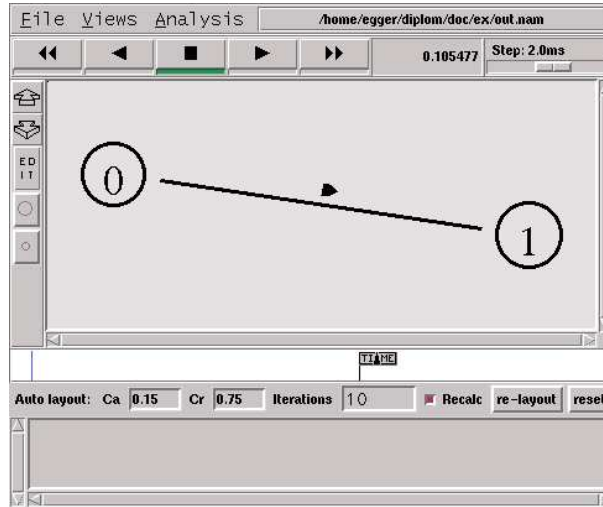 File Views Analysis /home/egger/diplom/doc/ex/out.nam
0.105477 Step: 2.0ms
ED
IT
0
1
TIME
Auto layout: Ca 0.15 Cr 0.75 Iterations 10 Recalc re-layout reset